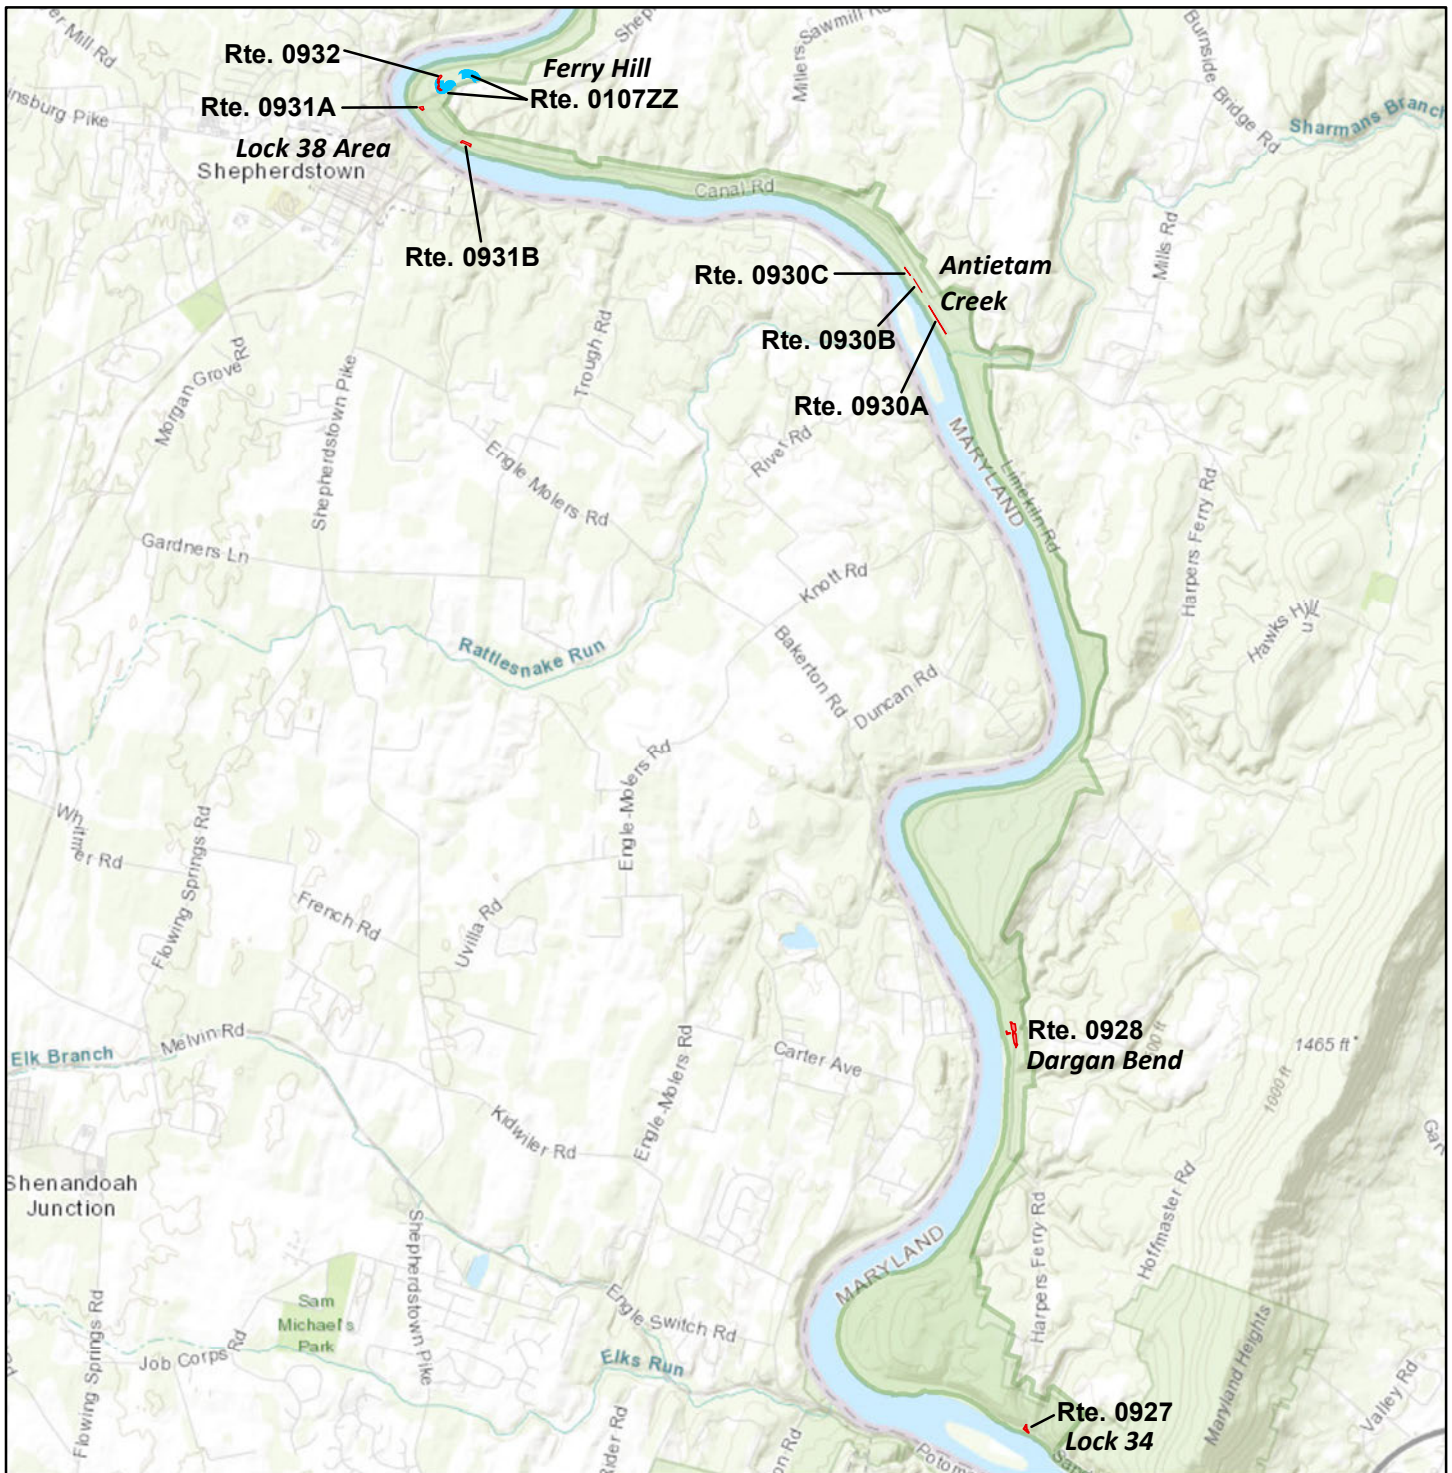 er Mill Rd
Rte. 0932
Ferry Hill
Rte. 0107ZZ
Rte. 0931A
Lock 38 Area
Shepherdstown
Rte. 0931B
Canal Rd
Sawmill
Burnside Bridge Rd
Sharmans Branch
Mills Rd
Rte. 0930C
Antietam
Creek
Rte. 0930B
Rte. 0930A
Morgan Grove Rd
Shepherdstown Pike
Trough Rd
Engle Molers Rd
River Rd
MARYLAND
Limekiln Rd
Harpers Ferry Rd
Gardners Ln
Knott Rd
Rattlesnake Run
Bakerton Rd
Duncan Rd
Hawks Hill
Ln
Engle-Molers Rd
Whitmer Rd
Flowing Springs Rd
French Rd
Uvilla Rd
Rte. 0928
Dargan Bend
1465 ft
1000 ft
Elk Branch
Melvin Rd
Carter Ave
Engle-Molers Rd
Kidwiler Rd
Shenandoah
Junction
Shepherdstown Pike
MARYLAND
Harpers Ferry Rd
Hoffmaster Rd
Sam
Michael's
Park
Engle Switch Rd
Elks Run
Job Corps Rd
Flowing Springs Rd
Maryland Heights
Valley Rd
Rte. 0927
Lock 34
Rider Rd